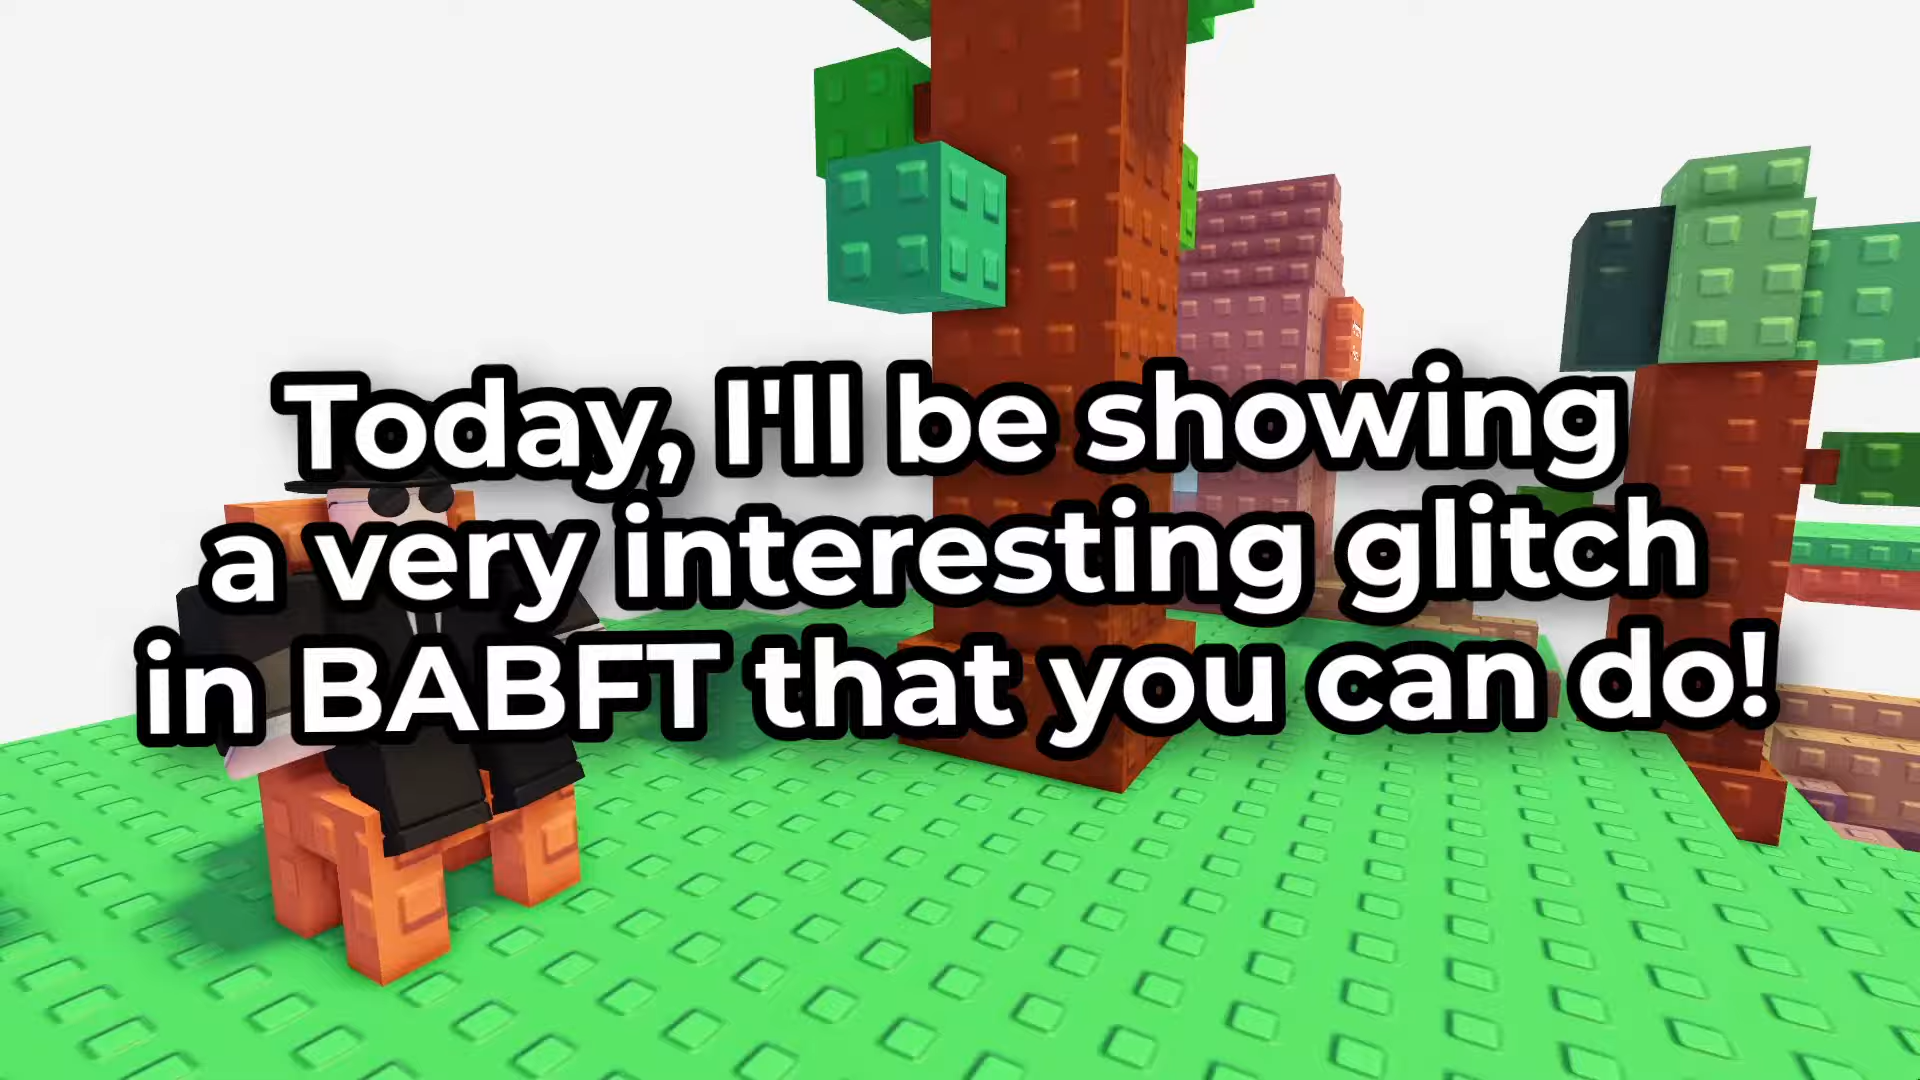 Today, I'll be showing
a very interesting glitch
in BABFT that you can do!